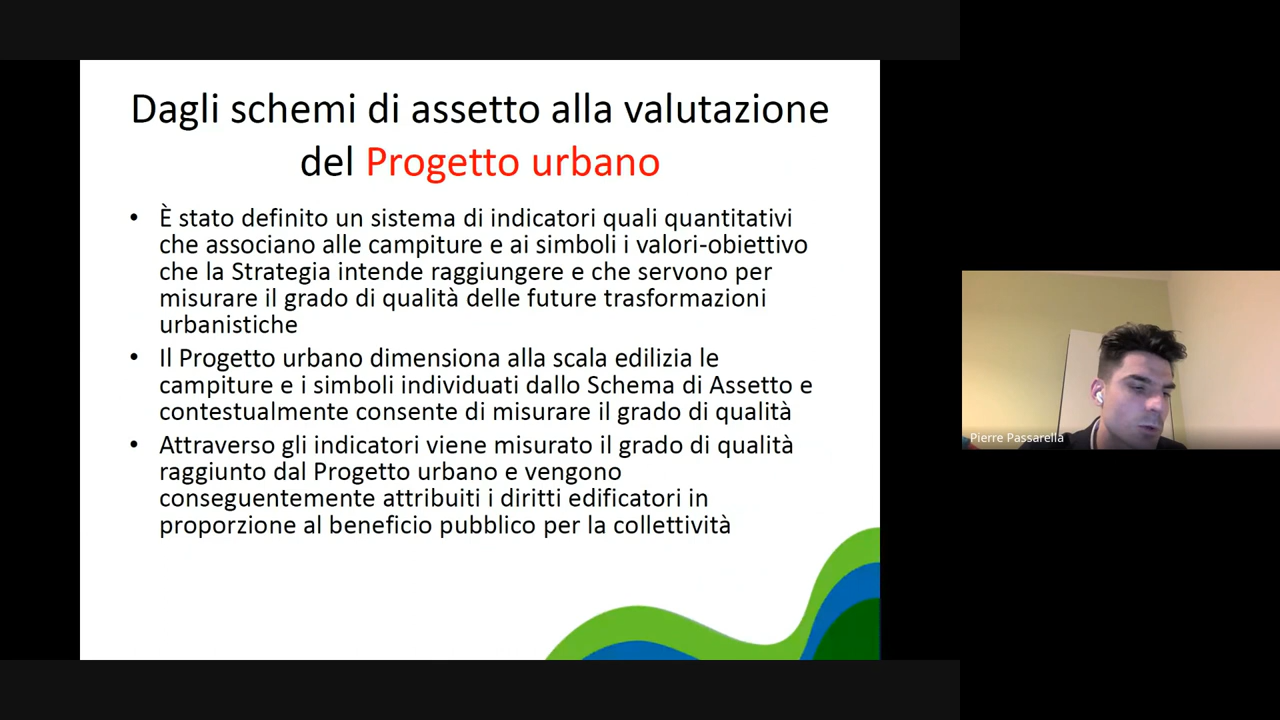 Dagli schemi di assetto alla valutazione
del Progetto urbano
• È stato definito un sistema di indicatori quali quantitativi
che associano alle campiture e ai simboli i valori-obiettivo
che la Strategia intende raggiungere e che servono per
misurare il grado di qualità delle future trasformazioni
urbanistiche
• Il Progetto urbano dimensiona alla scala edilizia le
campiture e i simboli individuati dallo Schema di Assetto e
contestualmente consente di misurare il grado di qualità
• Attraverso gli indicatori viene misurato il grado di qualità
raggiunto dal Progetto urbano e vengono
conseguentemente attribuiti i diritti edificatori in
proporzione al beneficio pubblico per la collettività
Pierre Passarella